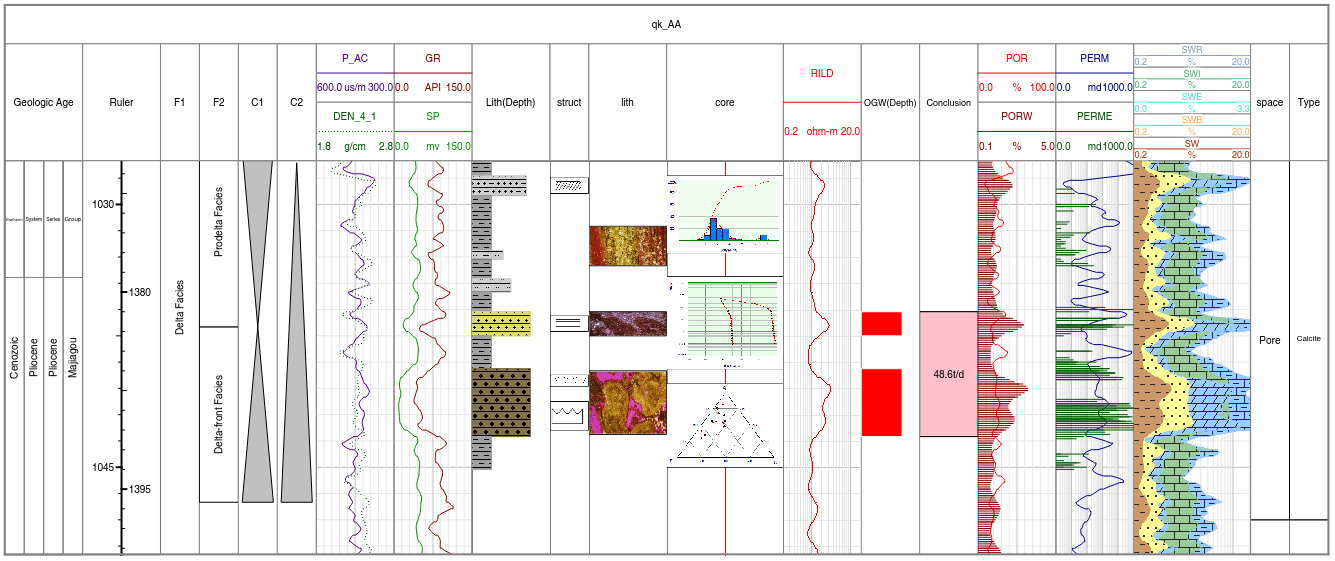 qk_AA
Geologic Age
Ruler
F1
F2
C1
C2
P_AC
600.0 us/m 300.0
DEN_4_1
1.8 g/cm 2.8
GR
0.0 API 150.0
SP
0.0 mv 150.0
Lith(Depth)
struct
lith
core
RILD
0.2 ohm-m 20.0
OGW(Depth)
Conclusion
POR
0.0 % 100.0
PORW
0.1 % 5.0
PERM
0.0 md 1000.0
PERME
0.0 md 1000.0
SWR
0.2 % 20.0
SWI
0.2 % 20.0
SWE
0.0 % 3.3
SWB
0.2 % 20.0
SW
0.2 % 20.0
space
Type
System
Series
Group
Cenozoic
Pliocene
Pliocene
Majiagou
1030
1380
1045
1395
Delta Facies
Prodelta Facies
Delta-front Facies
48.6t/d
Pore
Calcite